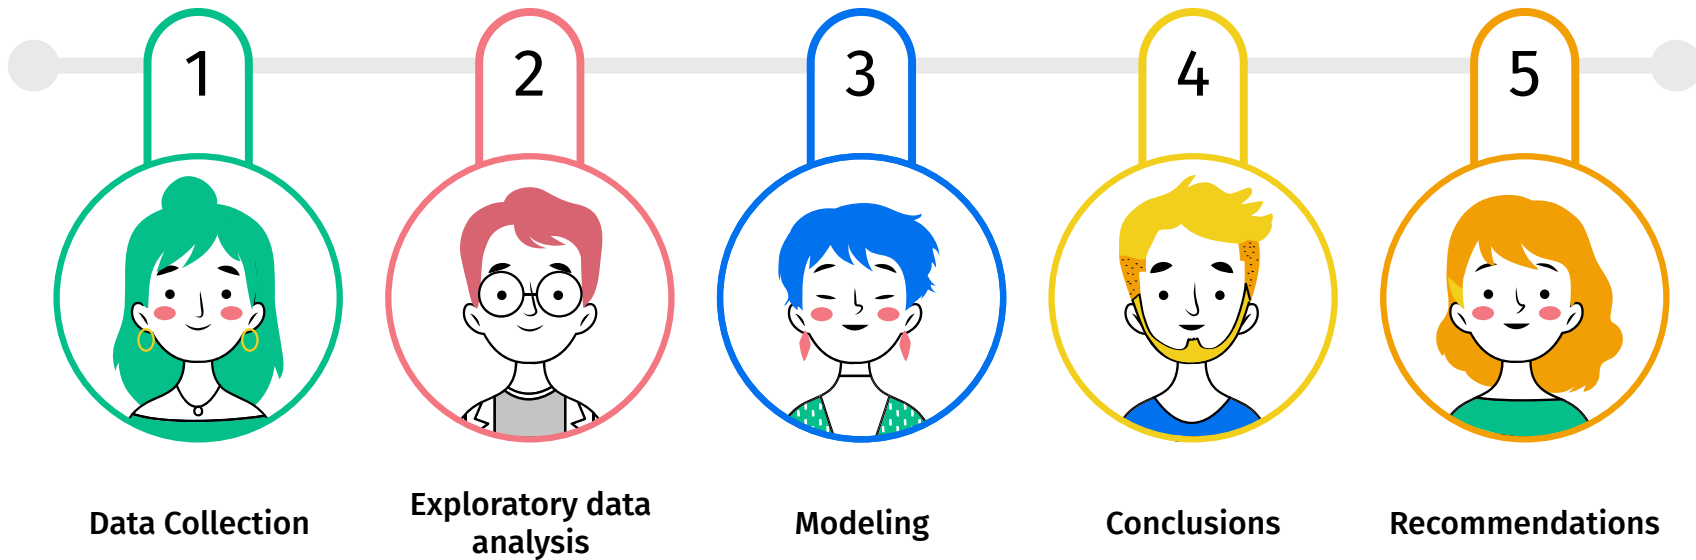 1
2
3
4
5
Data Collection
Exploratory data
analysis
Modeling
Conclusions
Recommendations